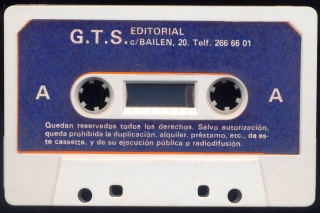 G.T.S. EDITORIAL
c/BAILEN, 20. Telf. 266 66 01
A A
Quedan reservados todos los derechos. Salvo autorización,
queda prohibida la duplicación, alquiler, préstamo, etc., de es-
te cassette, y de su ejecución pública o radiodifusión.